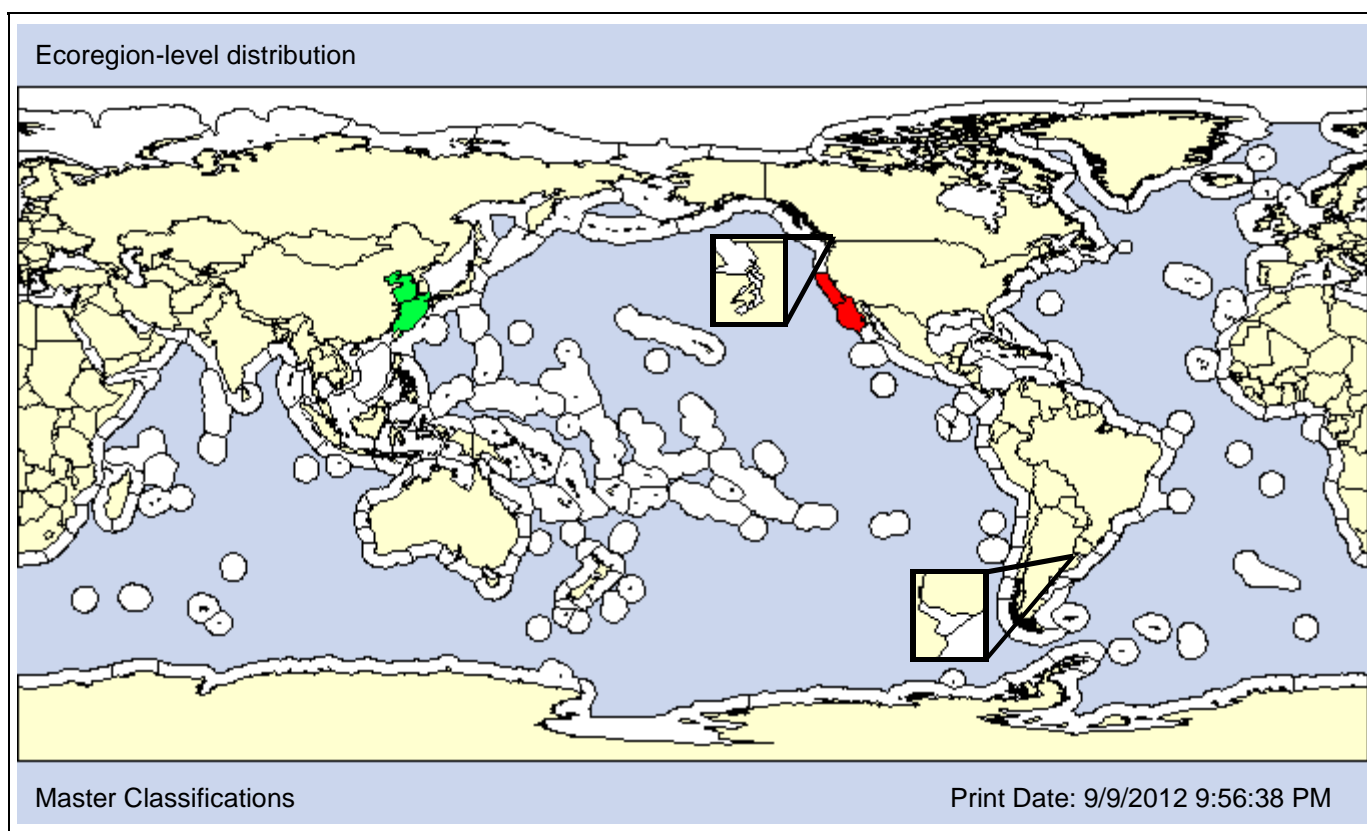 Ecoregion-level distribution
Master Classifications
Print Date: 9/9/2012 9:56:38 PM